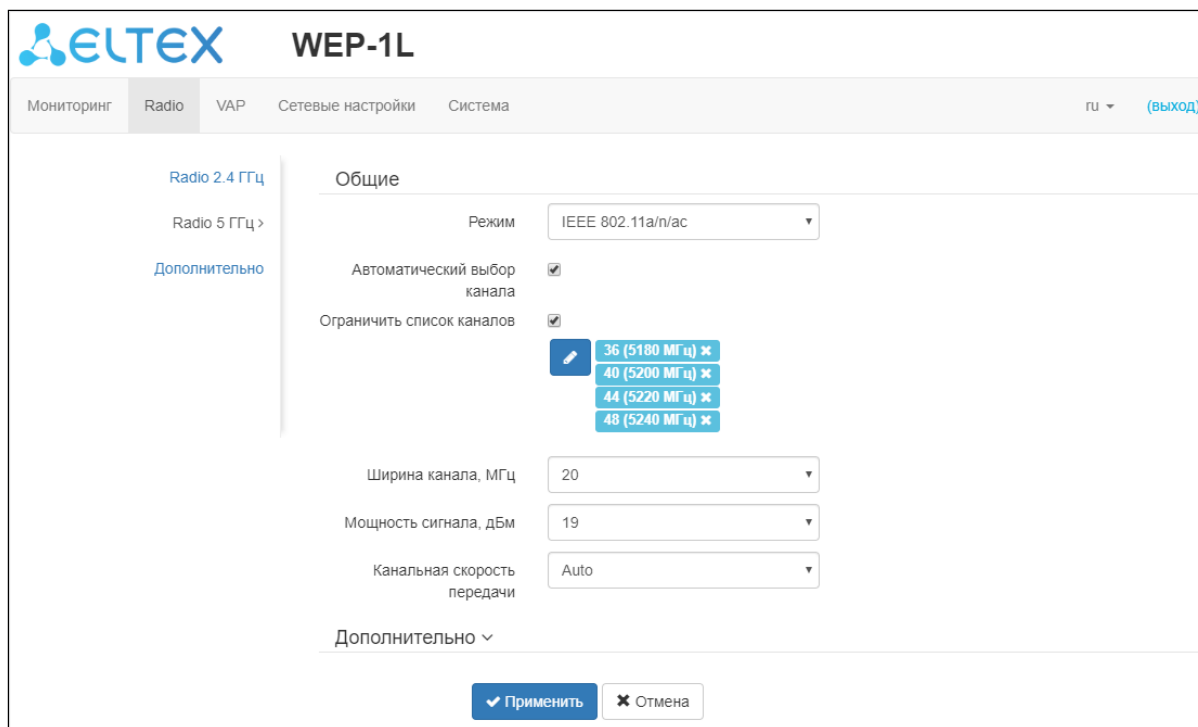 ELTEX WEP-1L
Мониторинг Radio VAP Сетевые настройки Система ru (выход)
Radio 2.4 ГГц
Radio 5 ГГц >
Дополнительно
Общие
Режим IEEE 802.11a/n/ac
Автоматический выбор
канала
Ограничить список каналов
36 (5180 МГц) ✖
40 (5200 МГц) ✖
44 (5220 МГц) ✖
48 (5240 МГц) ✖
Ширина канала, МГц 20
Мощность сигнала, дБм 19
Канальная скорость Auto
передачи
Дополнительно
✔ Применить ✖ Отмена